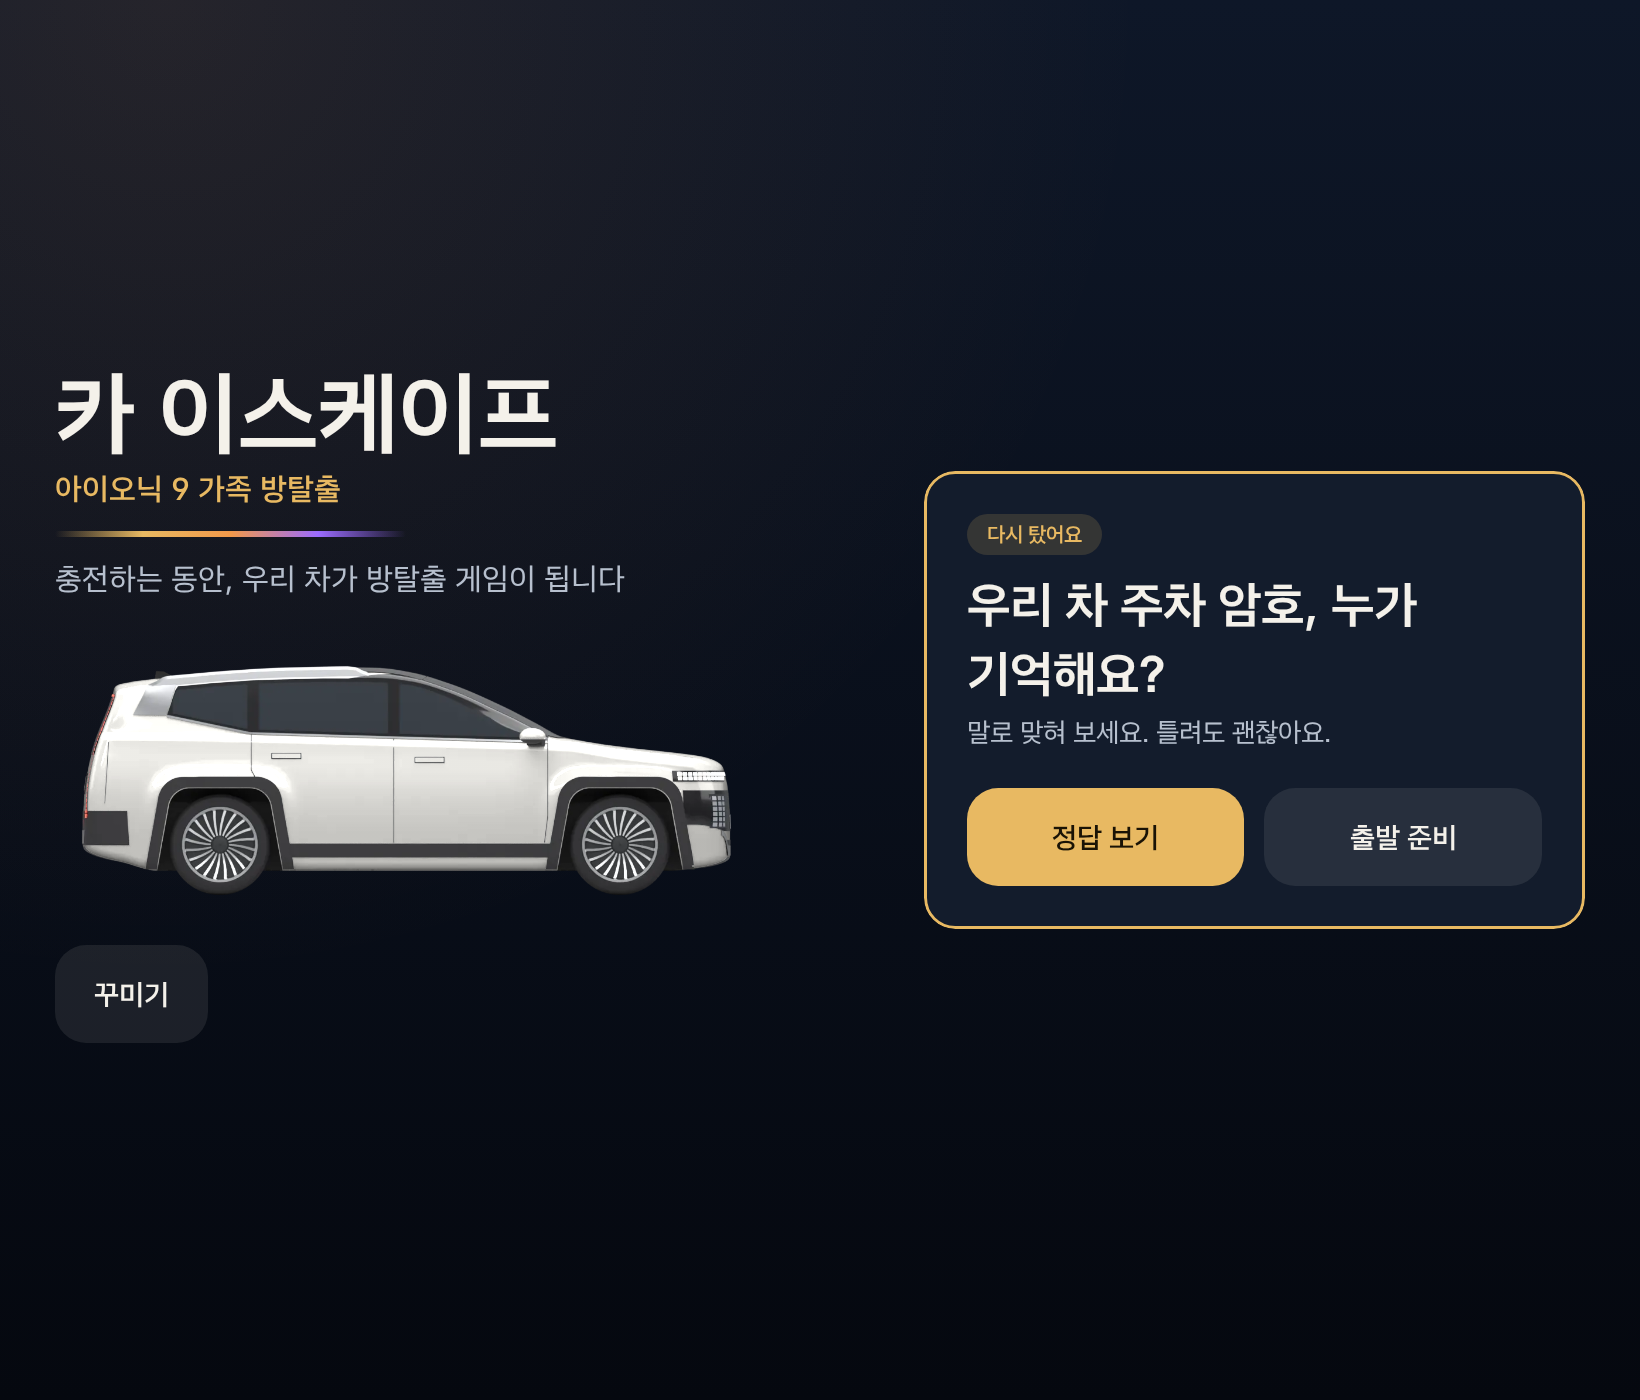 카 이스케이프
아이오닉 9 가족 방탈출
충전하는 동안, 우리 차가 방탈출 게임이 됩니다
꾸미기
다시 탔어요
우리 차 주차 암호, 누가
기억해요?
말로 맞혀 보세요. 틀려도 괜찮아요.
정답 보기
출발 준비